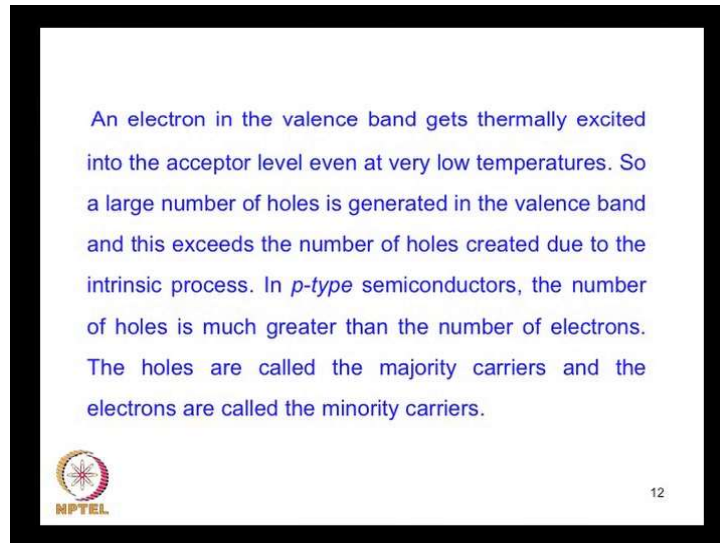 An electron in the valence band gets thermally excited
into the acceptor level even at very low temperatures. So
a large number of holes is generated in the valence band
and this exceeds the number of holes created due to the
intrinsic process. In p-type semiconductors, the number
of holes is much greater than the number of electrons.
The holes are called the majority carriers and the
electrons are called the minority carriers.
NPTEL
12